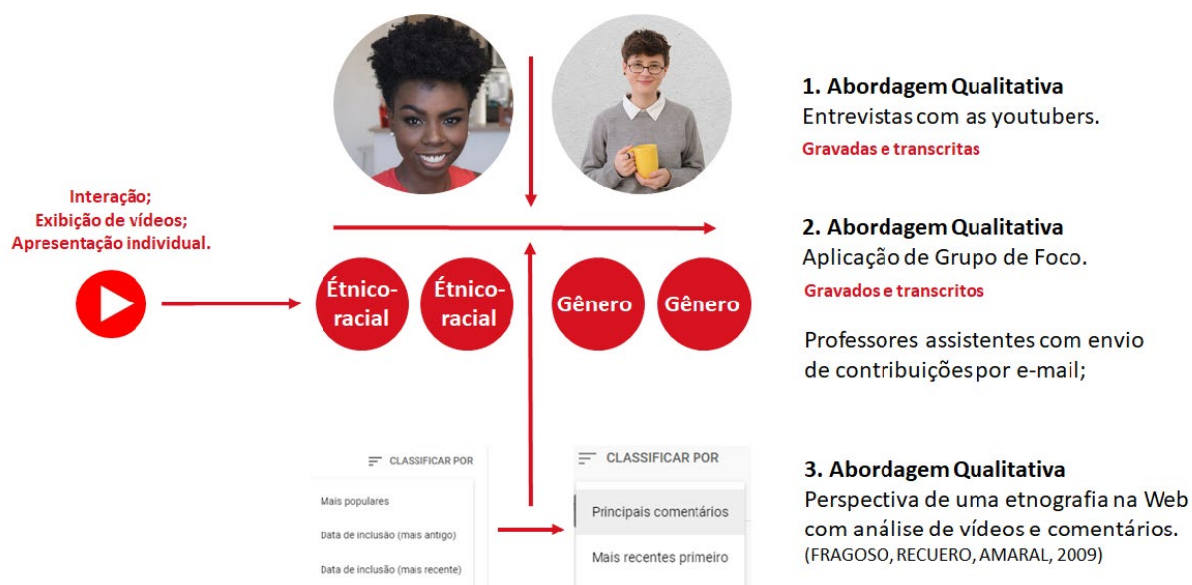 1. Abordagem Qualitativa
Entrevistas com as youtubers.
Gravadas e transcritas
Interação;
Exibição de vídeos;
Apresentação individual.
Étnico-
racial
Étnico-
racial
Gênero
Gênero
2. Abordagem Qualitativa
Aplicação de Grupo de Foco.
Gravados e transcritos
Professores assistentes com envio
de contribuições por e-mail;
CLASSIFICAR POR
Mais populares
Data de inclusão (mais antigo)
Data de inclusão (mais recente)
CLASSIFICAR POR
Principais comentários
Mais recentes primeiro
3. Abordagem Qualitativa
Perspectiva de uma etnografia na Web
com análise de vídeos e comentários.
(FRAGOSO, RECUERO, AMARAL, 2009)